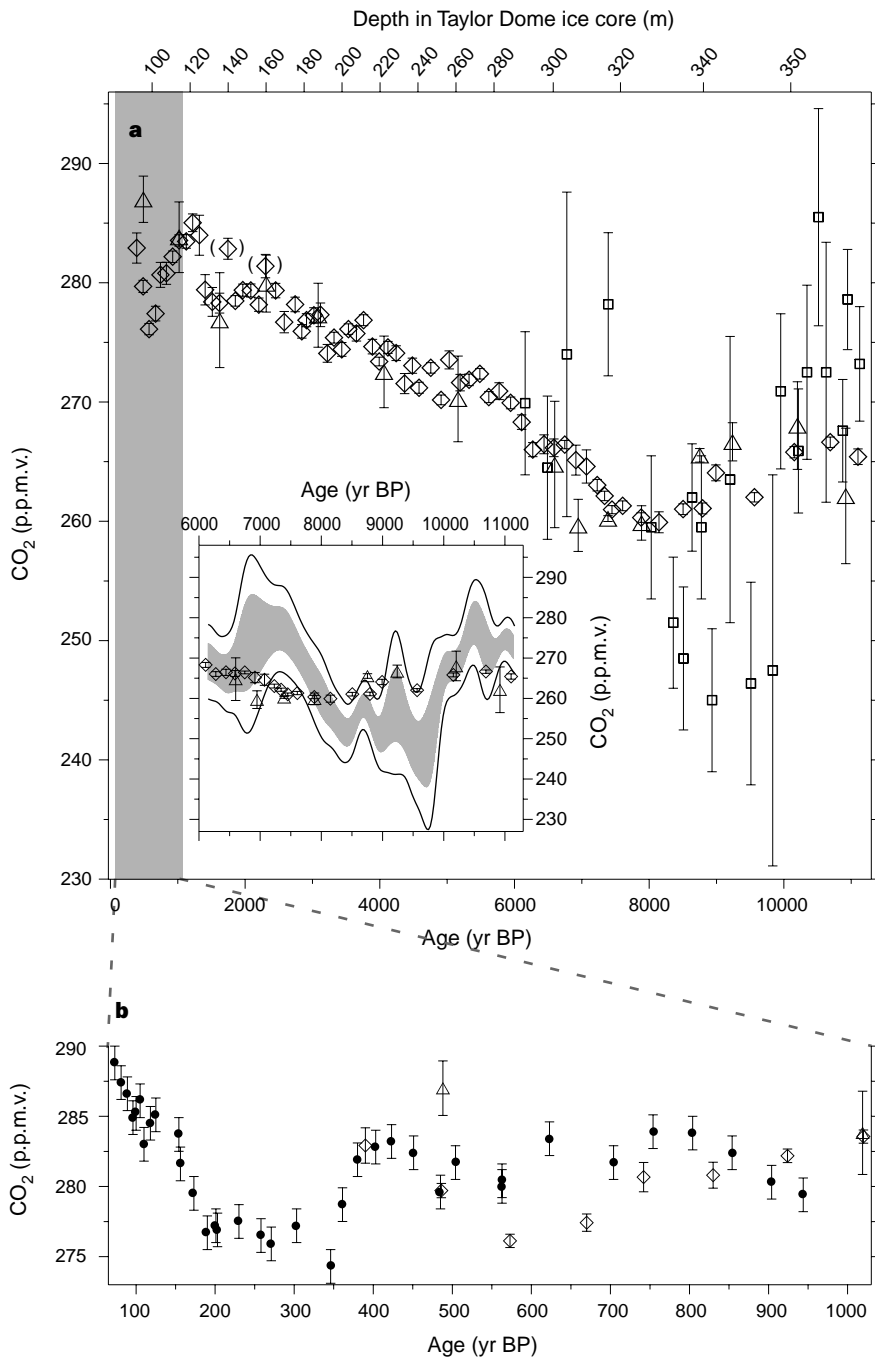 Depth in Taylor Dome ice core (m)
100 120 140 160 180 200 220 250 260 280 300 320 340 350
a
290
280
270
260
250
240
230
CO2 (p.p.m.v.)
( )
( )
Age (yr BP)
6000 7000 8000 9000 10000 11000
290
280
270
260
250
240
230
CO2 (p.p.m.v.)
0 2000 4000 6000 8000 10000
Age (yr BP)
b
290
285
280
275
CO2 (p.p.m.v.)
100 200 300 400 500 600 700 800 900 1000
Age (yr BP)